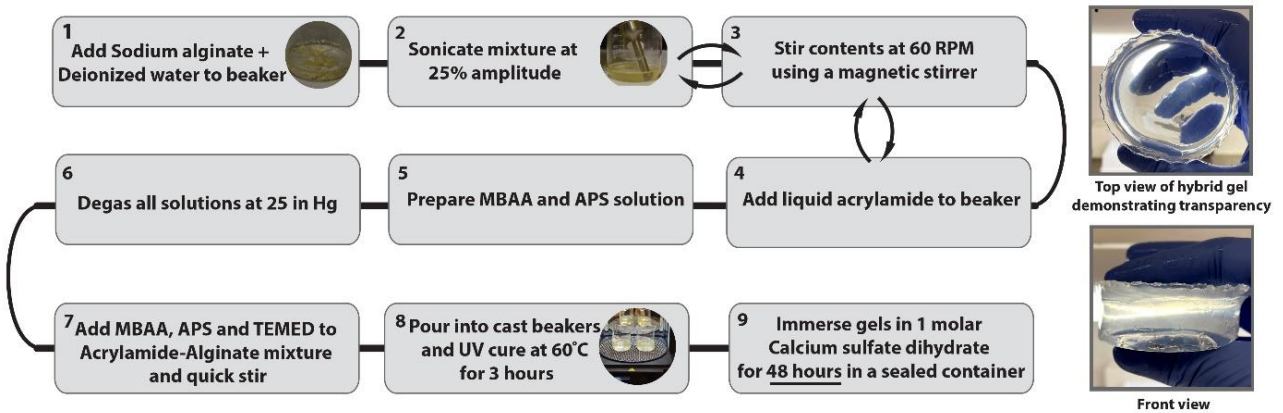 1
Add Sodium alginate +
Deionized water to beaker
2
Sonicate mixture at
25% amplitude
3
Stir contents at 60 RPM
using a magnetic stirrer
4
Add liquid acrylamide to beaker
5
Prepare MBAA and APS solution
6
Degas all solutions at 25 in Hg
7
Add MBAA, APS and TEMED to
Acrylamide-Alginate mixture
and quick stir
8
Pour into cast beakers
and UV cure at 60°C
for 3 hours
9
Immerse gels in 1 molar
Calcium sulfate dihydrate
for 48 hours in a sealed container
Top view of hybrid gel
demonstrating transparency
Front view